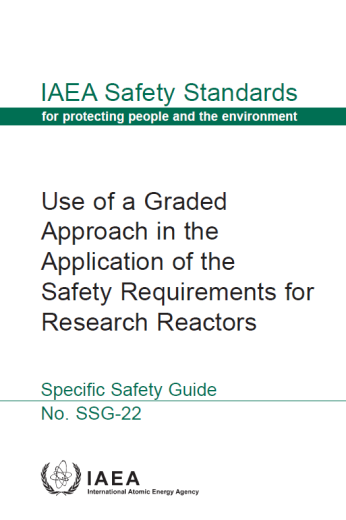 IAEA Safety Standards
for protecting people and the environment
Use of a Graded
Approach in the
Application of the
Safety Requirements for
Research Reactors
Specific Safety Guide
No. SSG-22
IAEA
International Atomic Energy Agency